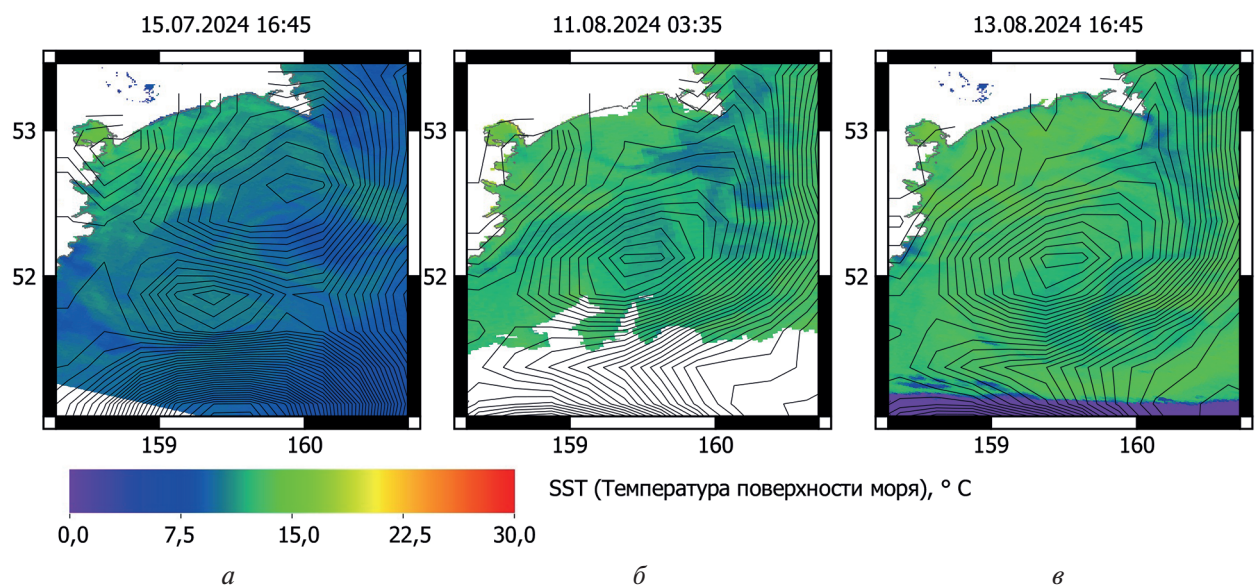 15.07.2024 16:45 11.08.2024 03:35 13.08.2024 16:45
53 53 53
52 52 52
159 160 159 160 159 160
SST (Температура поверхности моря), ° C
0,0 7,5 15,0 22,5 30,0
а б в